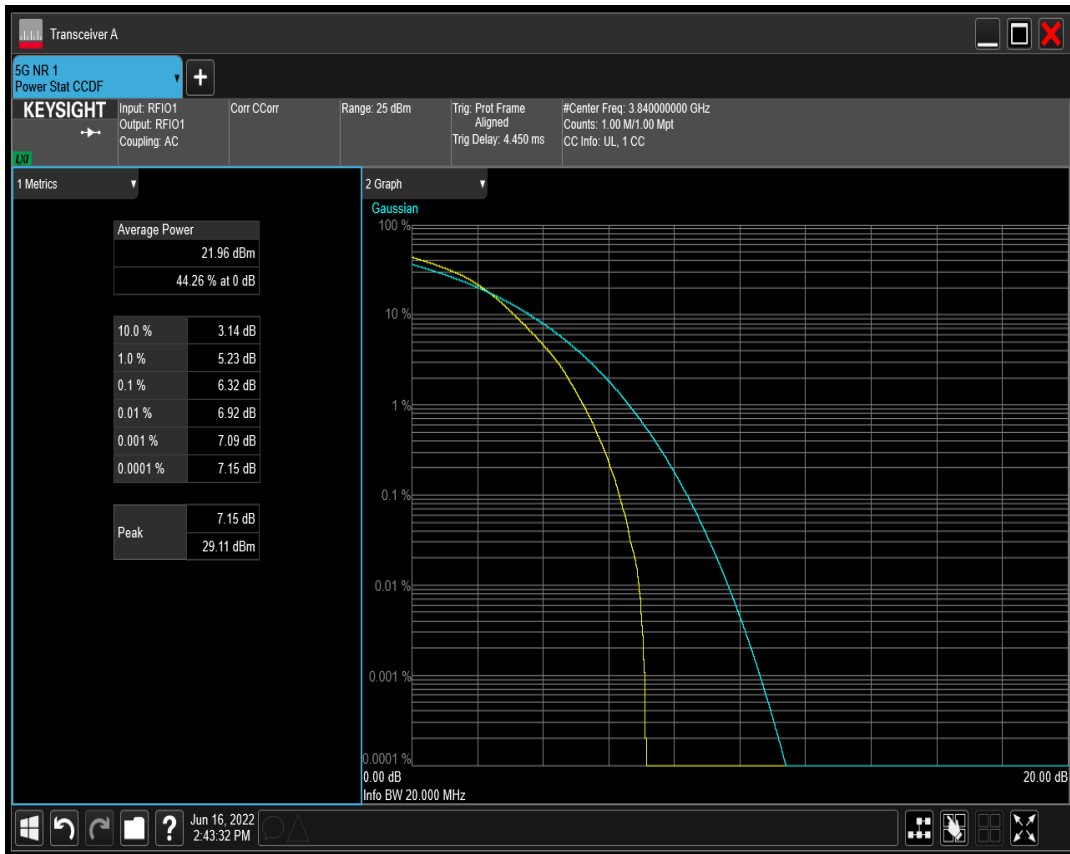 Transceiver A
5G NR 1
Power Stat CCDF
+
KEYSIGHT
LXI
Input: RFIO1
Output: RFIO1
Coupling: AC
Corr CCorr
Range: 25 dBm
Trig: Prot Frame
Aligned
Trig Delay: 4.450 ms
#Center Freq: 3.840000000 GHz
Counts: 1.00 M/1.00 Mpt
CC Info: UL, 1 CC
1 Metrics
Average Power
21.96 dBm
44.26 % at 0 dB
10.0 % 3.14 dB
1.0 % 5.23 dB
0.1 % 6.32 dB
0.01 % 6.92 dB
0.001 % 7.09 dB
0.0001 % 7.15 dB
Peak
7.15 dB
29.11 dBm
2 Graph
Gaussian
100 %
10 %
1 %
0.1 %
0.01 %
0.001 %
0.0001 %
0.00 dB 20.00 dB
Info BW 20.000 MHz
?
Jun 16, 2022
2:43:32 PM